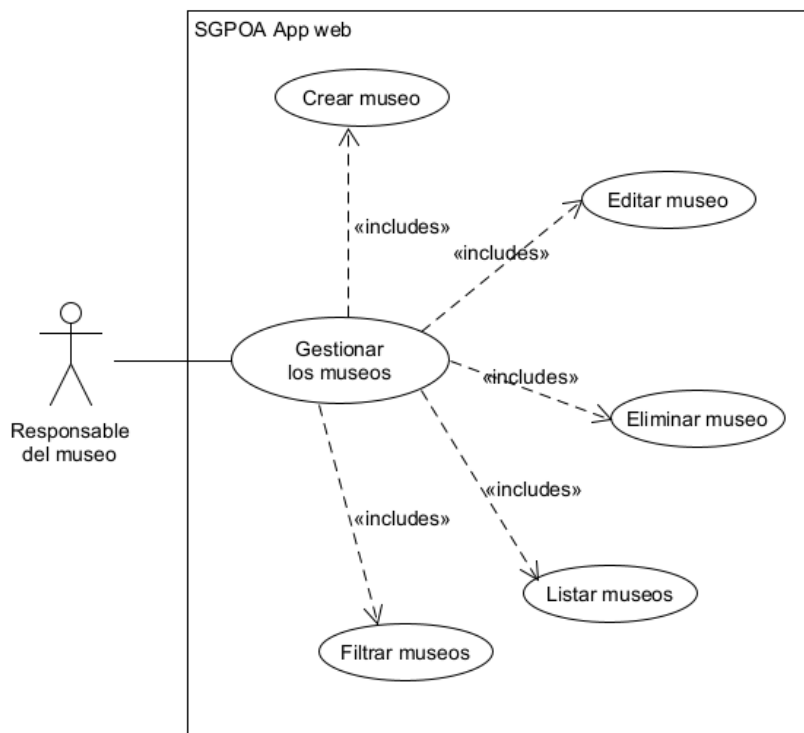 SGPOA App web
Crear museo
Editar museo
«includes»
«includes»
Gestionar
los museos
«includes»
Eliminar museo
Responsable
del museo
«includes»
«includes»
Listar museos
Filtrar museos